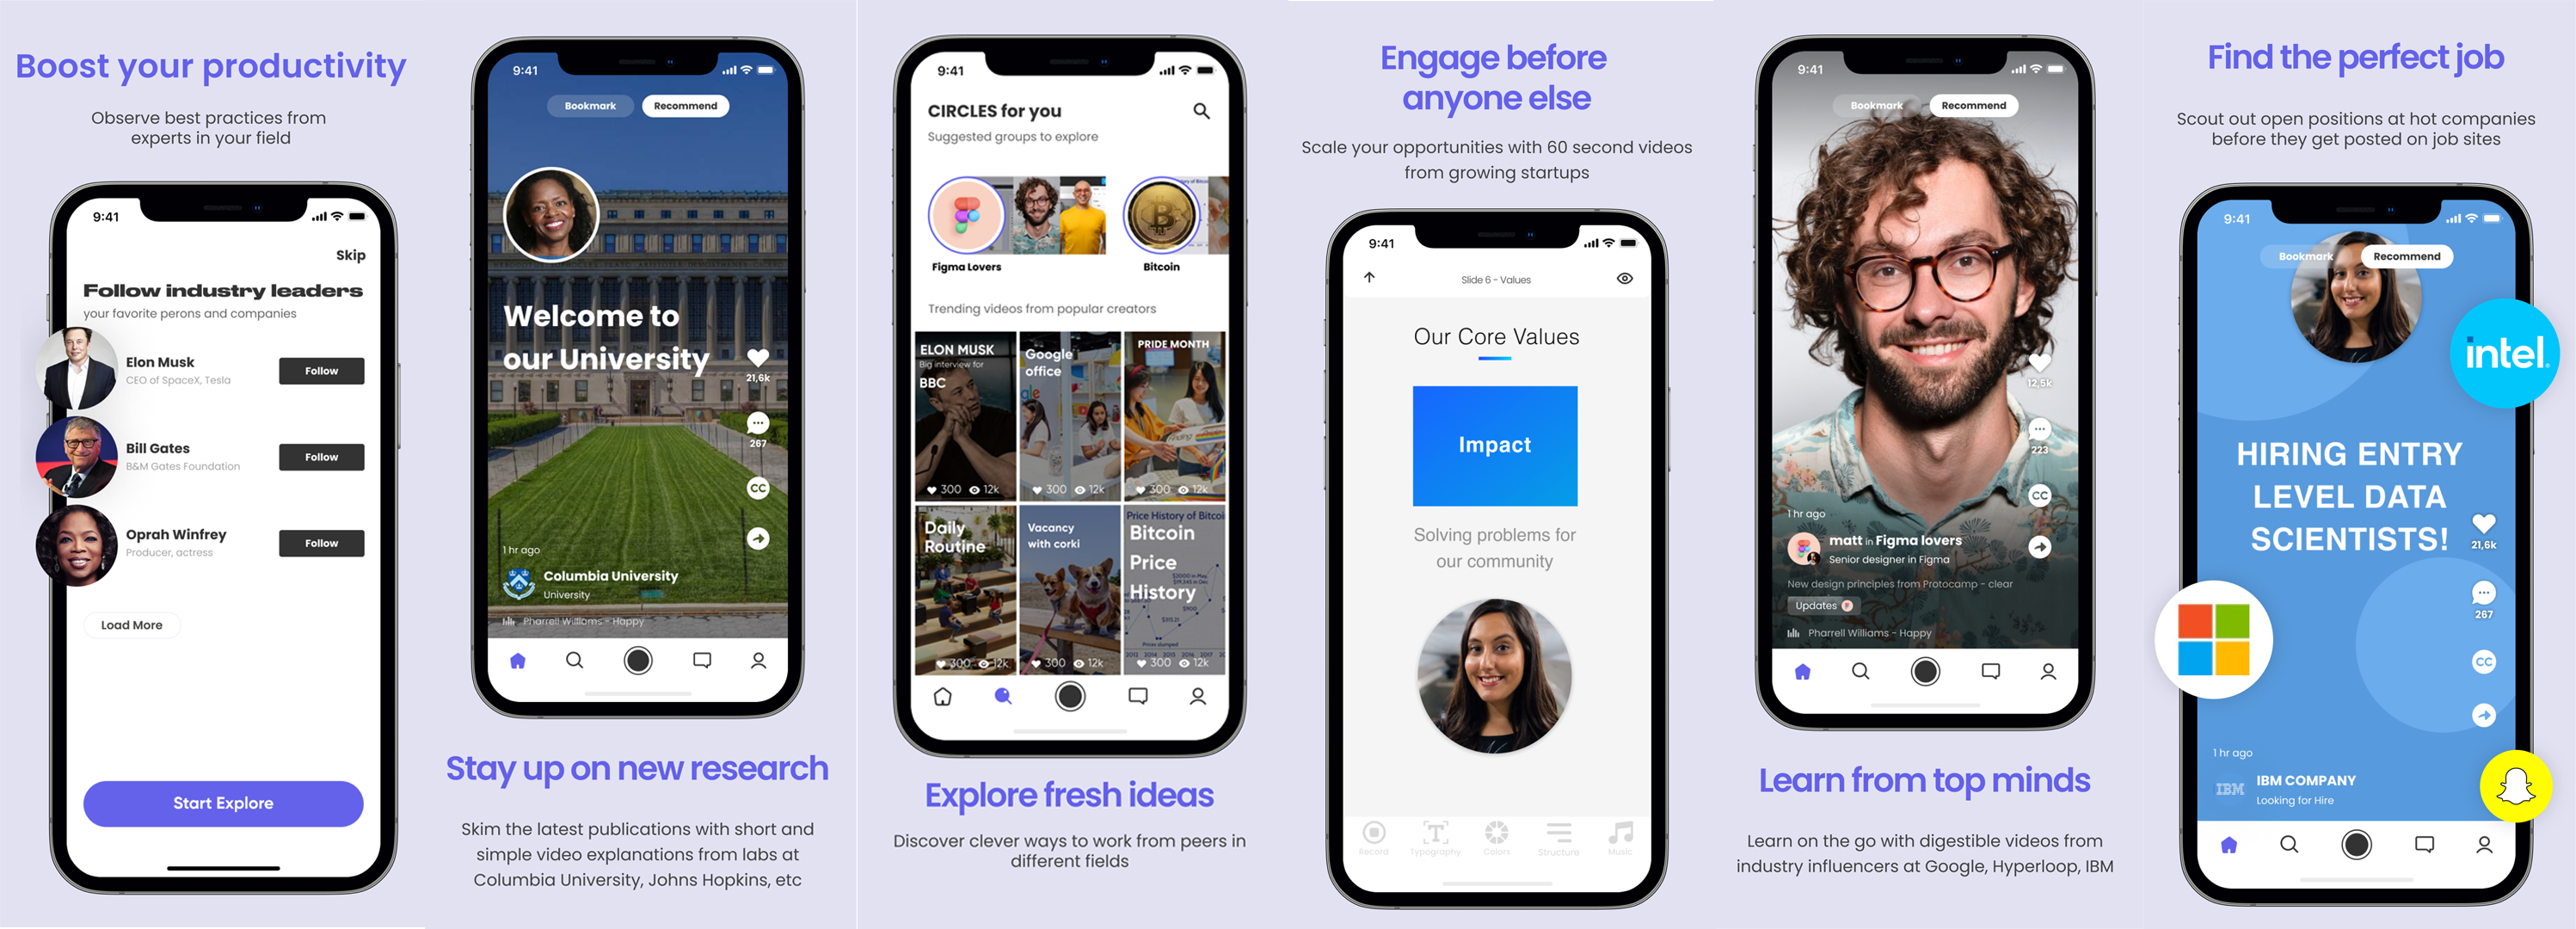 Boost your productivity
Observe best practices from
experts in your field
9:41
Skip
Follow industry leaders
your favorite perons and companies
Elon Musk
CEO of SpaceX, Tesla
Follow
Bill Gates
B&M Gates Foundation
Follow
Oprah Winfrey
Producer, actress
Follow
Load More
Start Explore
9:41
Bookmark
Recommend
Welcome to
our University
21,6k
267
CC
1 hr ago
Columbia University
University
Pharrell Williams - Happy
Stay up on new research
Skim the latest publications with short and
simple video explanations from labs at
Columbia University, Johns Hopkins, etc
9:41
CIRCLES for you
Suggested groups to explore
Figma Lovers
Bitcoin
Trending videos from popular creators
ELON MUSK
Big interview for
BBC
300 12k
Google
office
300 12k
PRIDE MONTH
300 12k
Daily
Routine
300 12k
Vacancy
with corki
300 12k
Price History of Bitcoi
Bitcoin
Price
History
300 12k
Explore fresh ideas
Discover clever ways to work from peers in
different fields
Engage before
anyone else
Scale your opportunities with 60 second videos
from growing startups
9:41
Slide 6 - Values
Our Core Values
Impact
Solving problems for
our community
Record
Typography
Colors
Structure
Music
9:41
Bookmark
Recommend
12,5k
223
CC
1 hr ago
matt in Figma lovers
Senior designer in Figma
New design principles from Protocamp - clear
Updates
Pharrell Williams - Happy
Learn from top minds
Learn on the go with digestible videos from
industry influencers at Google, Hyperloop, IBM
Find the perfect job
Scout out open positions at hot companies
before they get posted on job sites
9:41
Bookmark
Recommend
intel.
HIRING ENTRY
LEVEL DATA
SCIENTISTS!
21,6k
267
CC
1 hr ago
IBM
IBM COMPANY
Looking for Hire